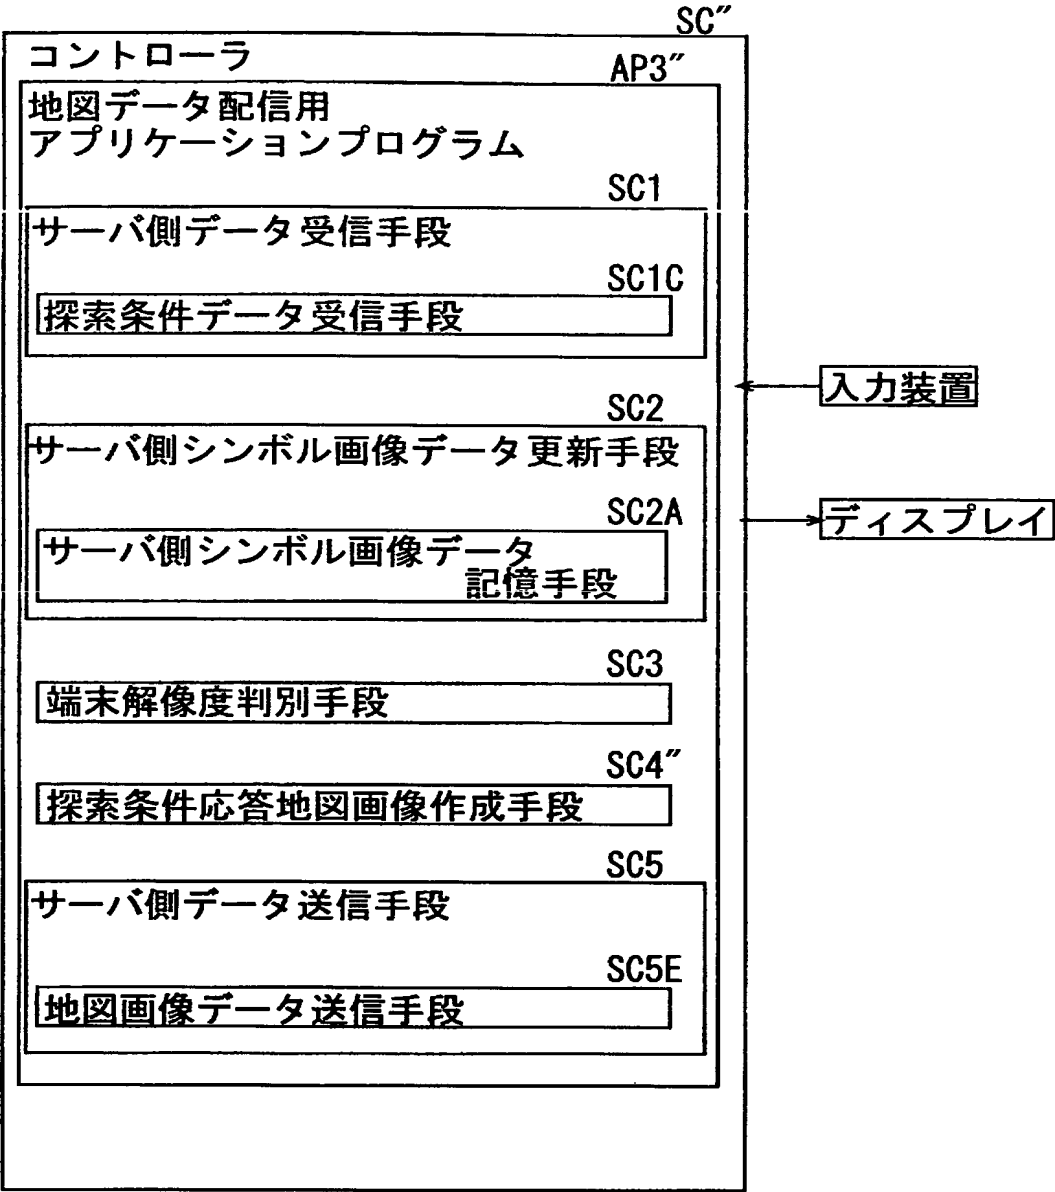 SC″
コントローラ
AP3″
地図データ配信用
アプリケーションプログラム
SC1
サーバ側データ受信手段
SC1C
探索条件データ受信手段
入力装置
SC2
サーバ側シンボル画像データ更新手段
SC2A
ディスプレイ
サーバ側シンボル画像データ
記憶手段
SC3
端末解像度判別手段
SC4″
探索条件応答地図画像作成手段
SC5
サーバ側データ送信手段
SC5E
地図画像データ送信手段